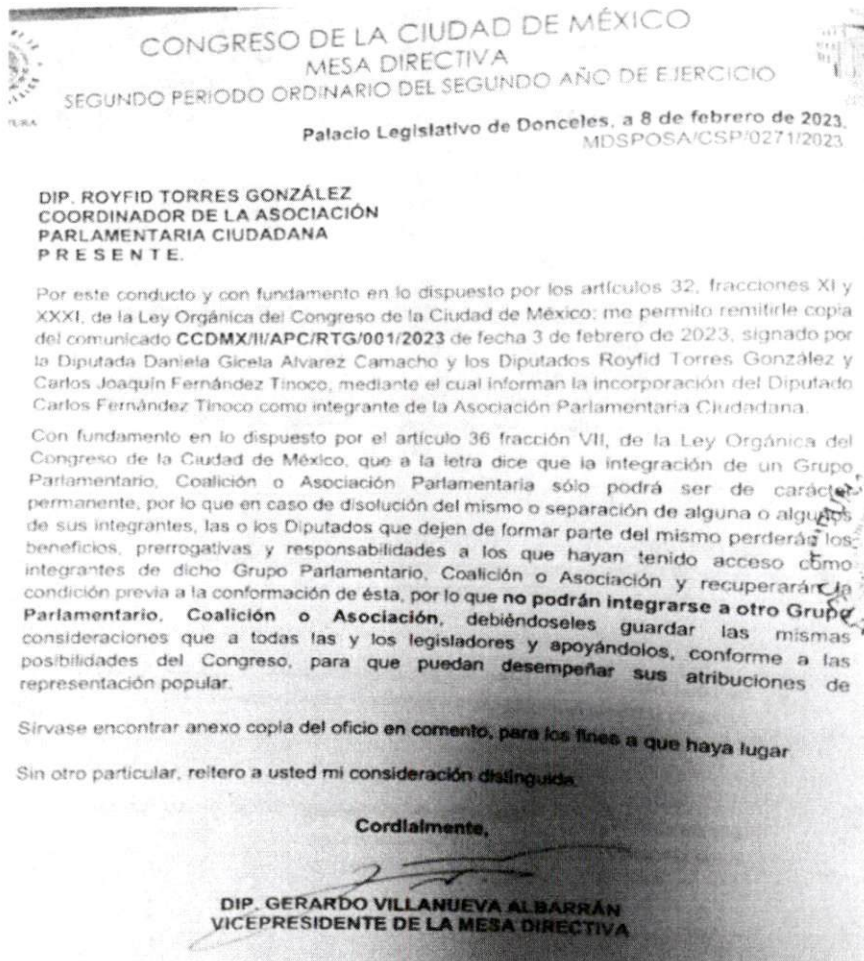 CONGRESO DE LA CIUDAD DE MÉXICO
MESA DIRECTIVA
SEGUNDO PERIODO ORDINARIO DEL SEGUNDO AÑO DE EJERCICIO
Palacio Legislativo de Donceles, a 8 de febrero de 2023.
MDSPOSA/CSP/0271/2023
DIP. ROYFID TORRES GONZÁLEZ
COORDINADOR DE LA ASOCIACIÓN
PARLAMENTARIA CIUDADANA
P R E S E N T E.
Por este conducto y con fundamento en lo dispuesto por los artículos 32, fracciones XI y
XXXI, de la Ley Orgánica del Congreso de la Ciudad de México; me permito remitirle copia
del comunicado CCDMX/II/APC/RTG/001/2023 de fecha 3 de febrero de 2023, signado por
la Diputada Daniela Gicela Alvarez Camacho y los Diputados Royfid Torres González y
Carlos Joaquín Fernández Tinoco, mediante el cual informan la incorporación del Diputado
Carlos Fernández Tinoco como integrante de la Asociación Parlamentaria Ciudadana.
Con fundamento en lo dispuesto por el artículo 36 fracción VII, de la Ley Orgánica del
Congreso de la Ciudad de México, que a la letra dice que la integración de un Grupo
Parlamentario, Coalición o Asociación Parlamentaria sólo podrá ser de carácter
permanente, por lo que en caso de disolución del mismo o separación de alguna o algunos
de sus integrantes, las o los Diputados que dejen de formar parte del mismo perderán los
beneficios, prerrogativas y responsabilidades a los que hayan tenido acceso como
integrantes de dicho Grupo Parlamentario, Coalición o Asociación y recuperarán la
condición previa a la conformación de ésta, por lo que no podrán integrarse a otro Grupo
Parlamentario, Coalición o Asociación, debiéndoseles guardar las mismas
consideraciones que a todas las y los legisladores y apoyándolos, conforme a las
posibilidades del Congreso, para que puedan desempeñar sus atribuciones de
representación popular.
Sírvase encontrar anexo copia del oficio en comento, para los fines a que haya lugar
Sin otro particular, reitero a usted mi consideración distinguida.
Cordialmente,
DIP. GERARDO VILLANUEVA ALBARRÁN
VICEPRESIDENTE DE LA MESA DIRECTIVA